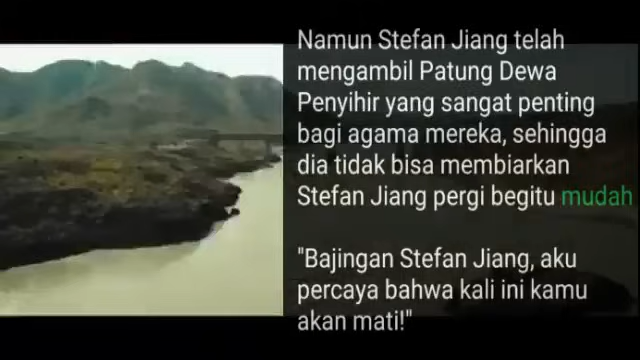 Namun Stefan Jiang telah
mengambil Patung Dewa
Penyihir yang sangat penting
bagi agama mereka, sehingga
dia tidak bisa membiarkan
Stefan Jiang pergi begitu mudah
"Bajingan Stefan Jiang, aku
percaya bahwa kali ini kamu
akan mati!"